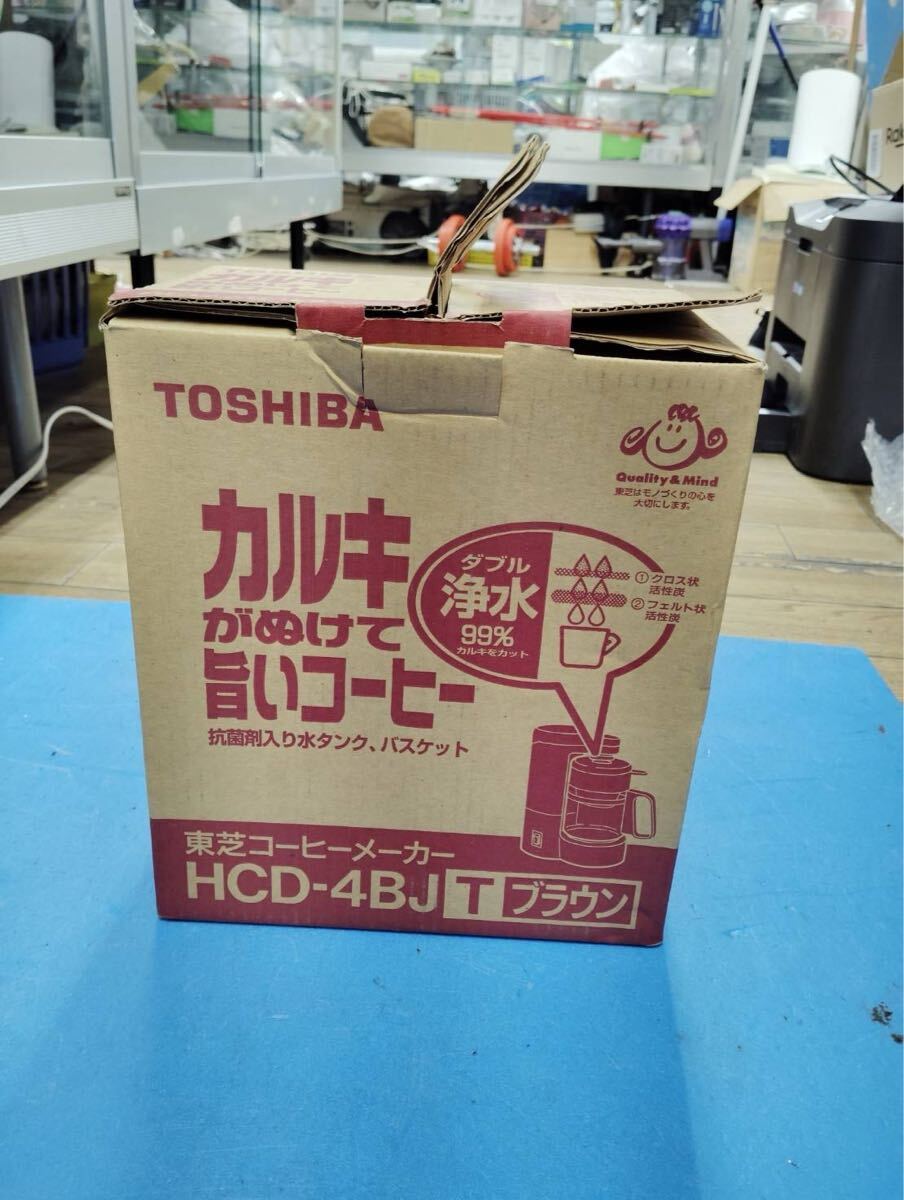 カルキ
TOSHIBA
Quality & Mind
東芝はモノづくりの心を
大切にします。
カルキ
がぬけて
旨いコーヒー
抗菌剤入り水タンク、バスケット
ダブル
浄水
99%
カルキをカット
①クロス状
活性炭
②フェルト状
活性炭
東芝コーヒーメーカー
HCD-4BJ T ブラウン